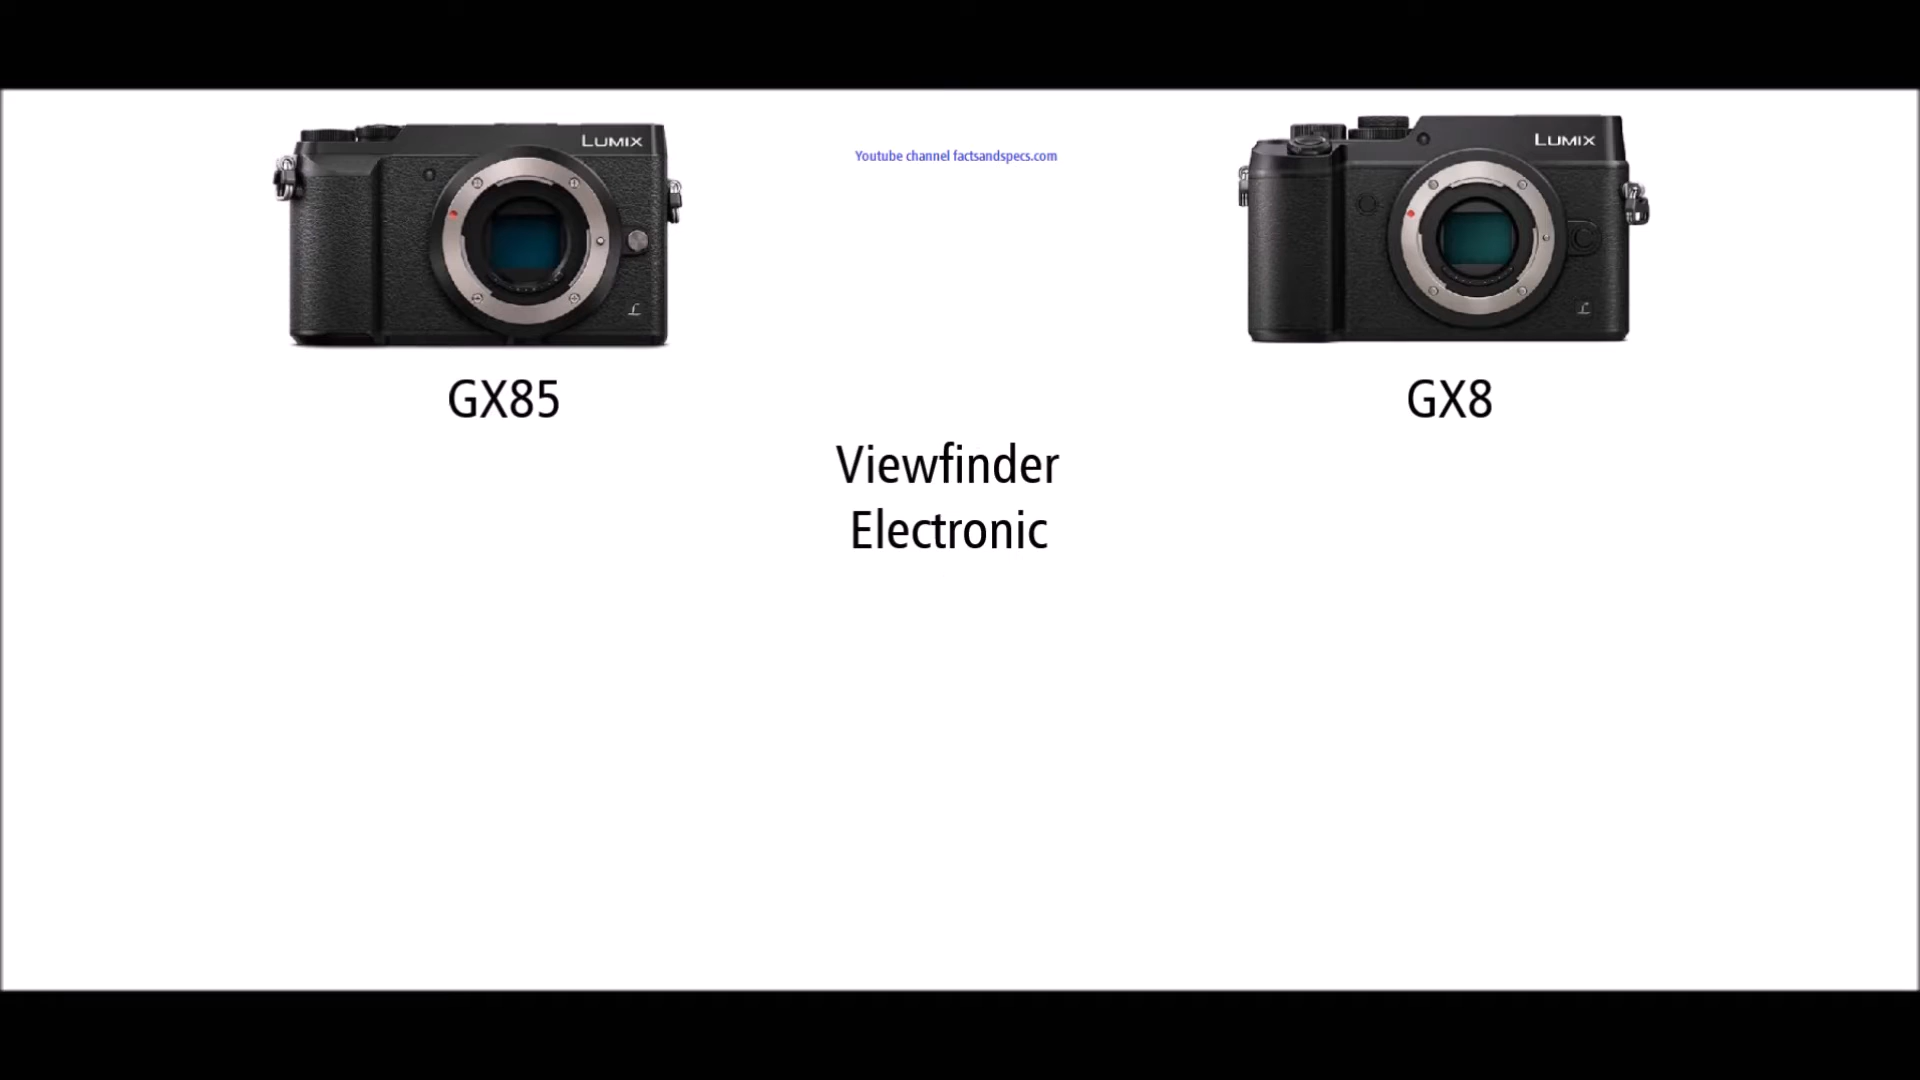 LUMIX
Youtube channel factsandspecs.com
LUMIX
GX85
GX8
Viewfinder
Electronic